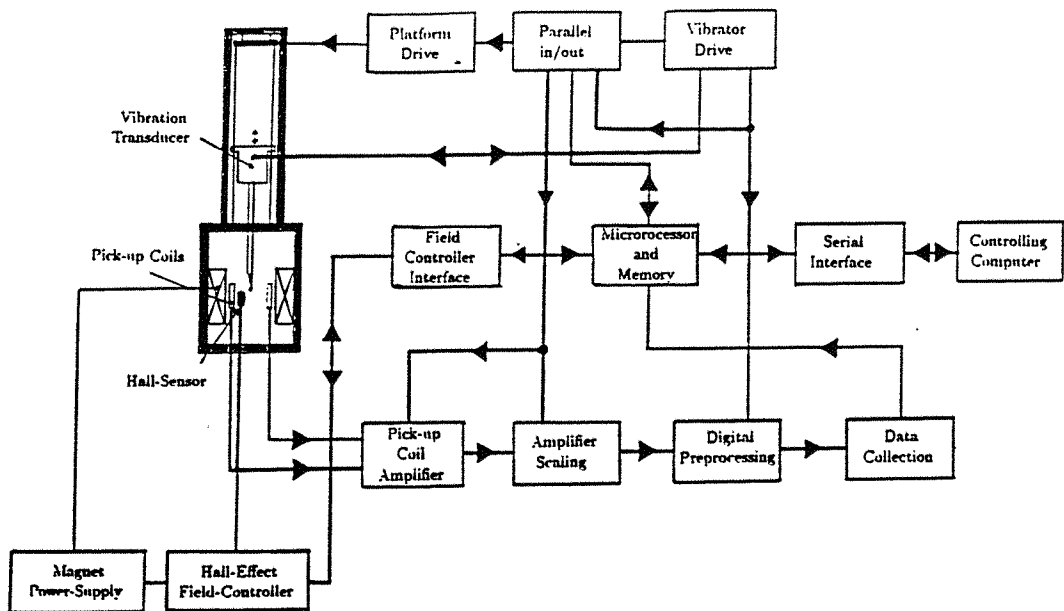 Platform
Drive
Parallel
in/out
Vibrator
Drive
Vibration
Transducer
Pick-up Coils
Field
Controller
Interface
Microrocessor
and
Memory
Serial
Interface
Controlling
Computer
Hall-Sensor
Pick-up
Coil
Amplifier
Amplifier
Scaling
Digital
Preprocessing
Data
Collection
Magnet
Power-Supply
Hall-Effect
Field-Controller